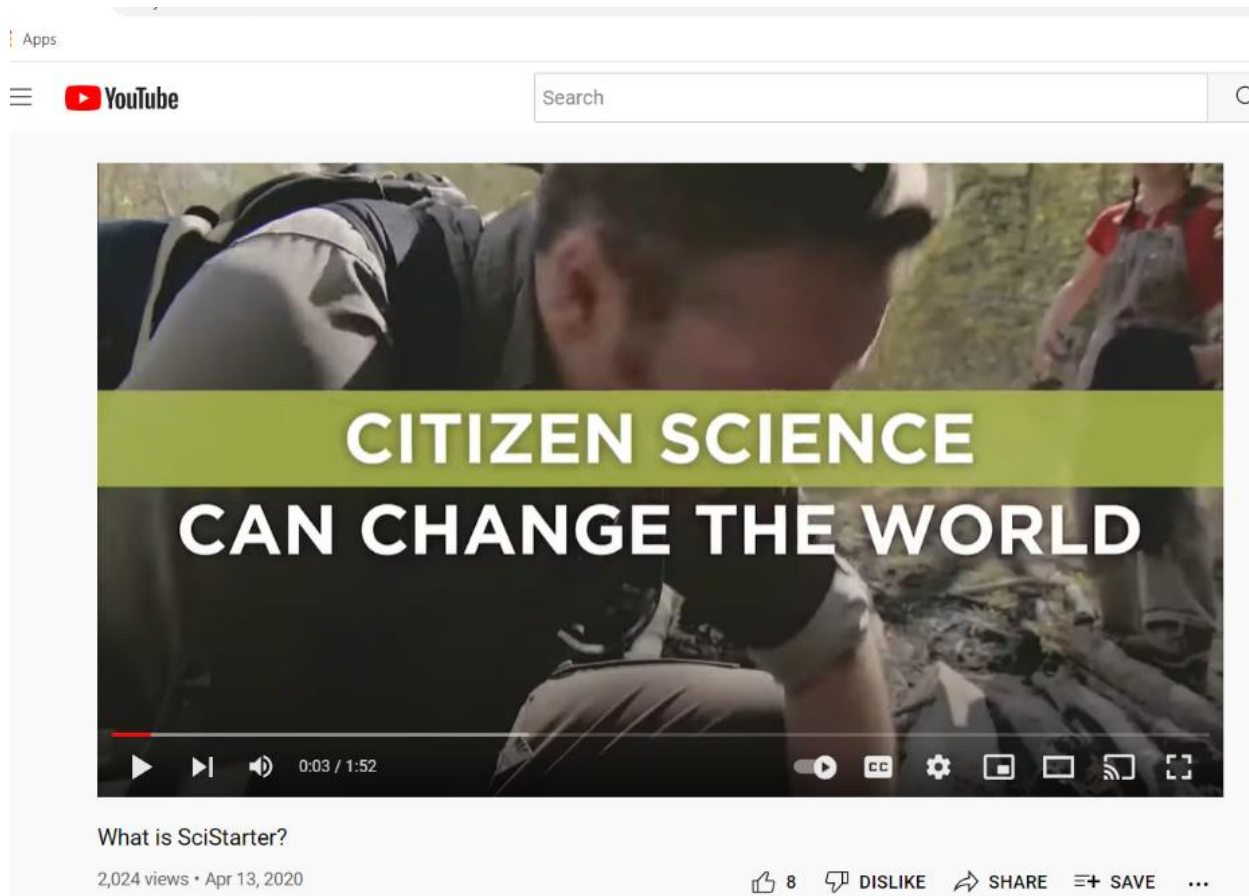 Apps
YouTube
Search
CITIZEN SCIENCE
CAN CHANGE THE WORLD
0:03 / 1:52
CC
What is SciStarter?
2,024 views • Apr 13, 2020
8 DISLIKE SHARE SAVE ...